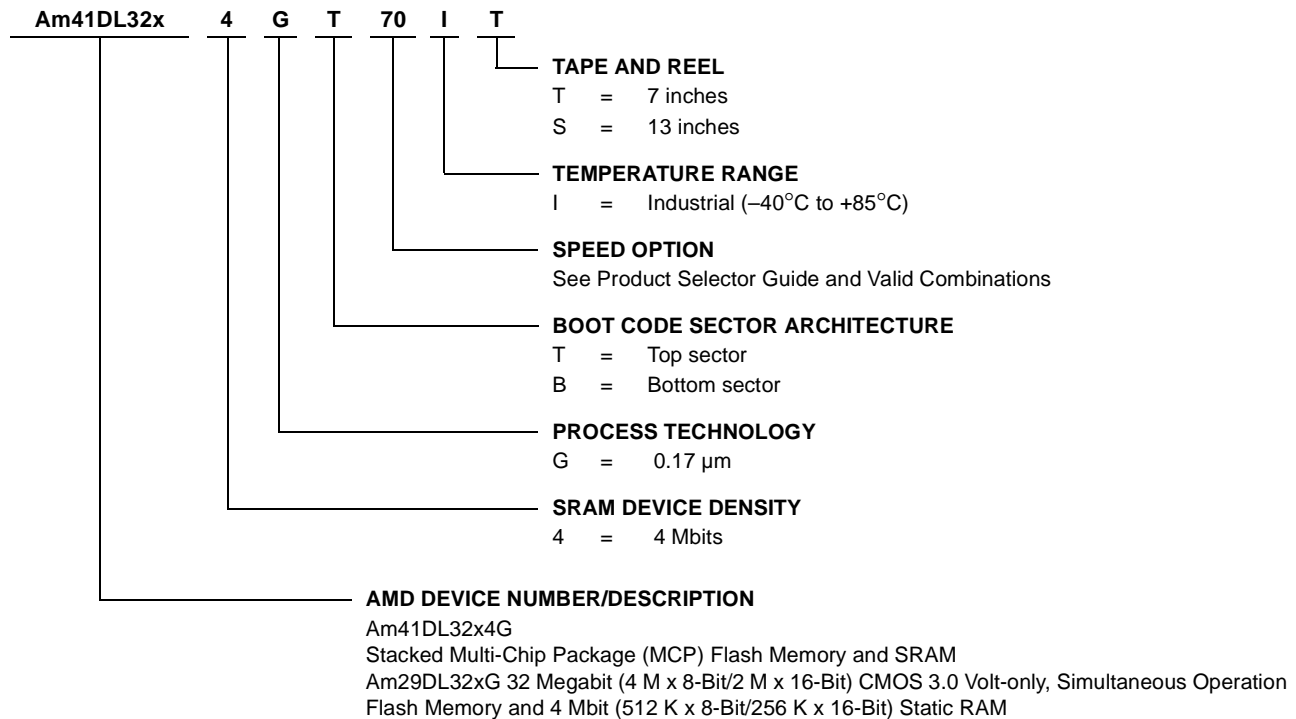 Am41DL32x 4 G T 70 I T
TAPE AND REEL
T = 7 inches
S = 13 inches
TEMPERATURE RANGE
I = Industrial (–40°C to +85°C)
SPEED OPTION
See Product Selector Guide and Valid Combinations
BOOT CODE SECTOR ARCHITECTURE
T = Top sector
B = Bottom sector
PROCESS TECHNOLOGY
G = 0.17 µm
SRAM DEVICE DENSITY
4 = 4 Mbits
AMD DEVICE NUMBER/DESCRIPTION
Am41DL32x4G
Stacked Multi-Chip Package (MCP) Flash Memory and SRAM
Am29DL32xG 32 Megabit (4 M x 8-Bit/2 M x 16-Bit) CMOS 3.0 Volt-only, Simultaneous Operation
Flash Memory and 4 Mbit (512 K x 8-Bit/256 K x 16-Bit) Static RAM